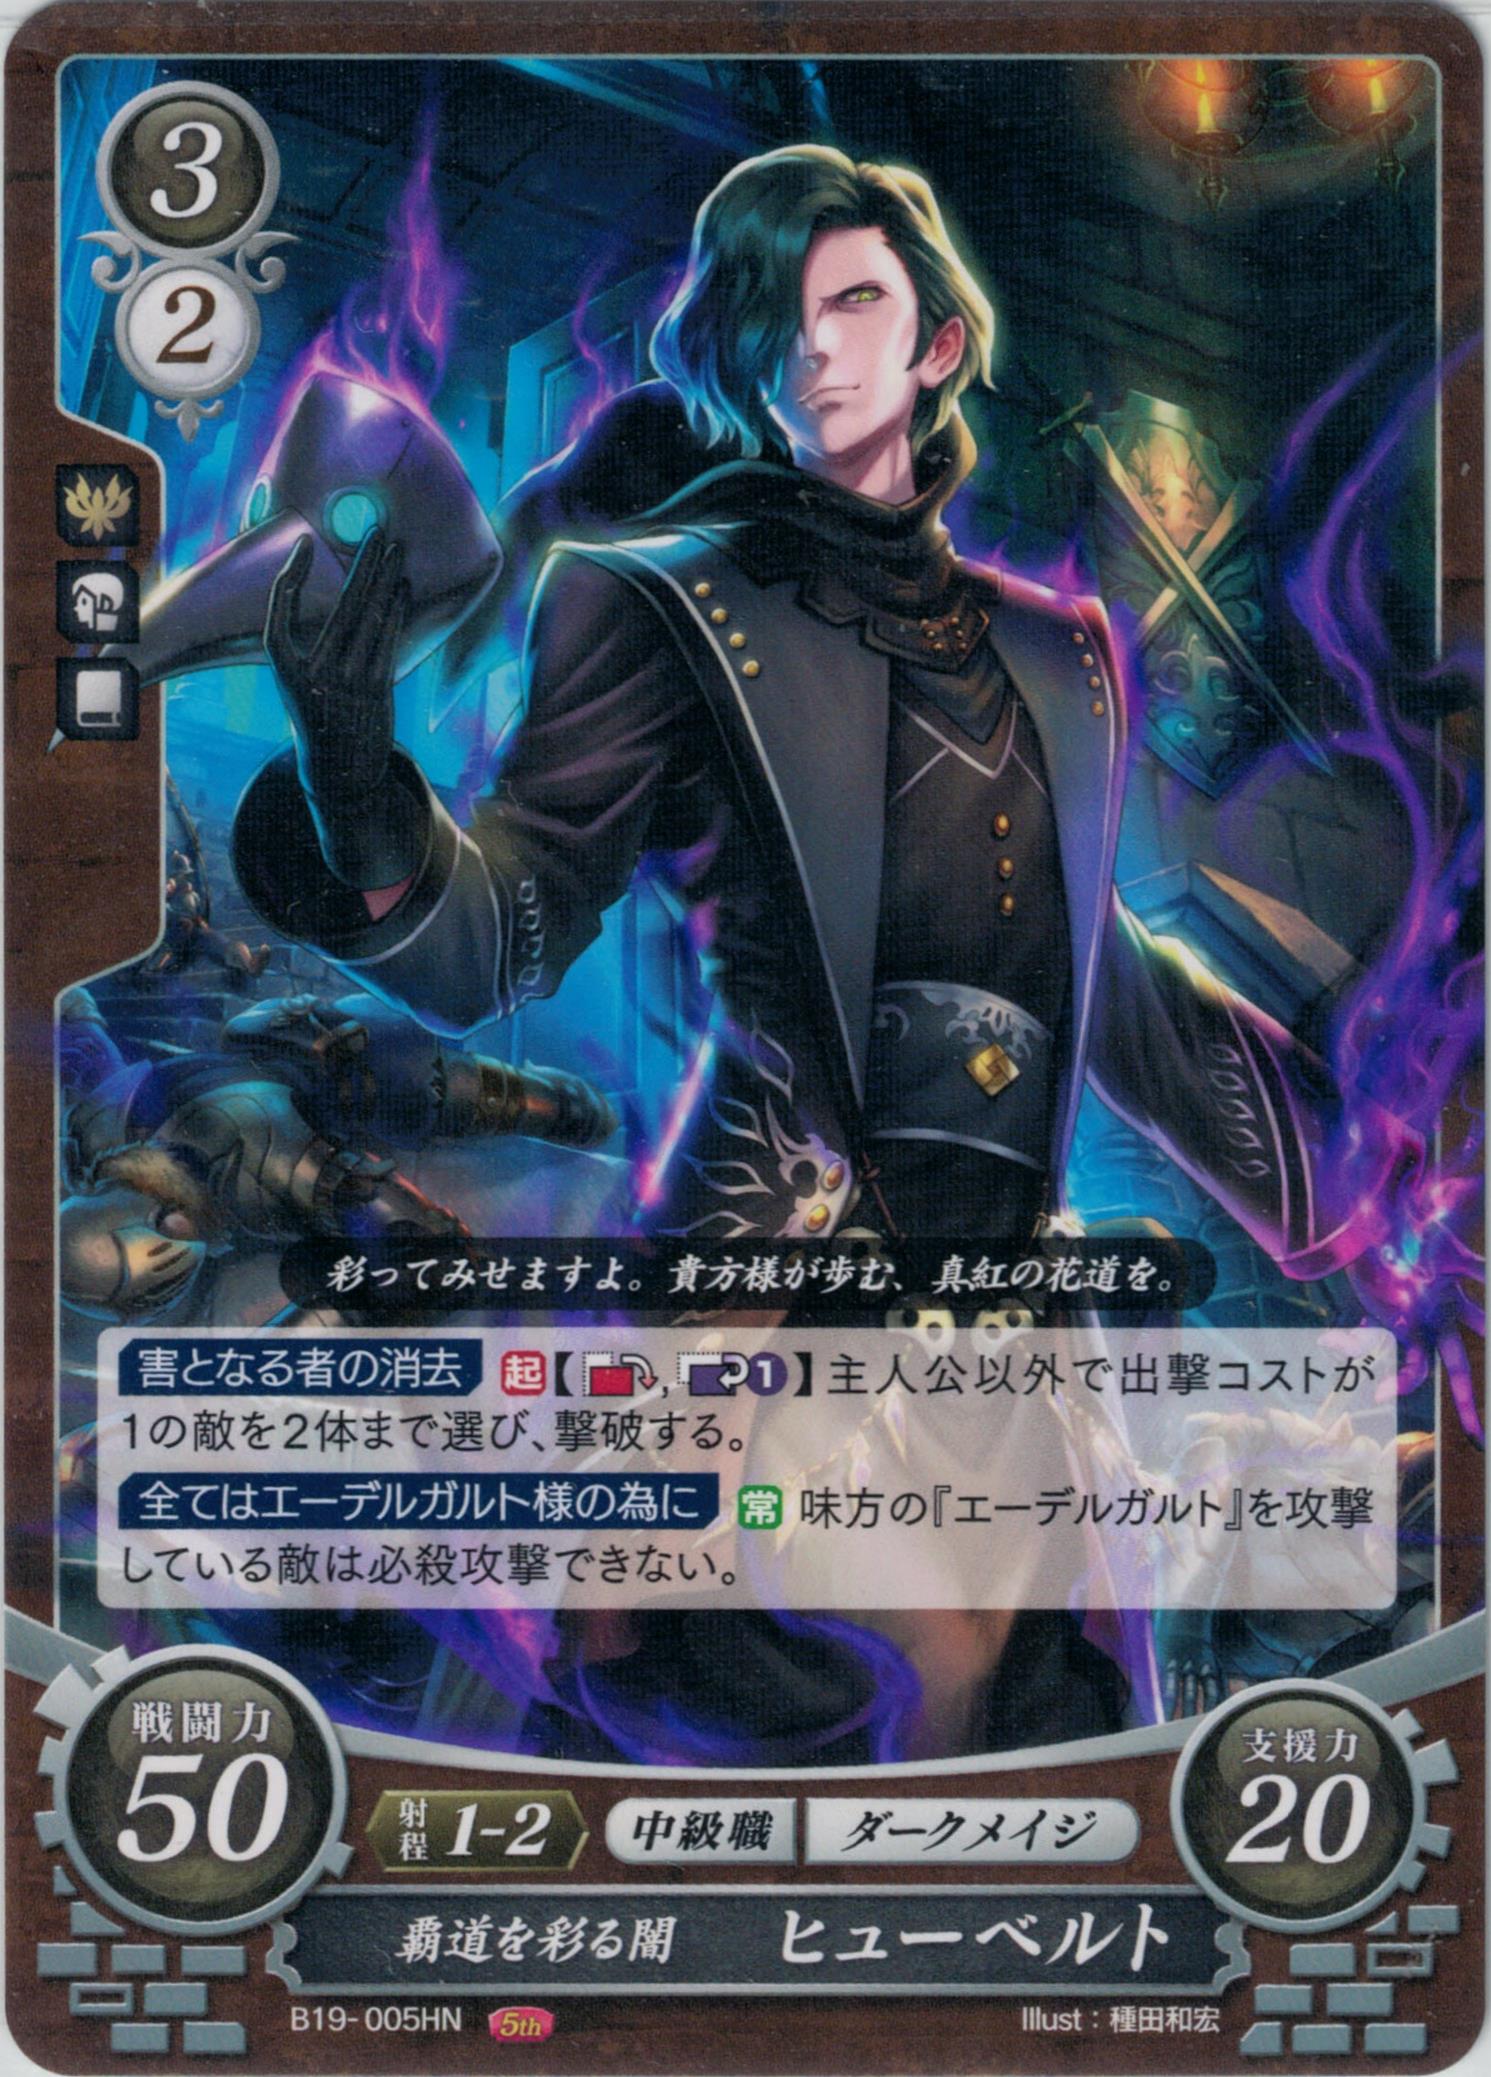 3
2
彩ってみせますよ。貴方様が歩む、真紅の花道を。
害となる者の消去 起【 , 1】主人公以外で出撃コストが
1の敵を2体まで選び、撃破する。
全てはエーデルガルト様の為に 常 味方の『エーデルガルト』を攻撃
している敵は必殺攻撃できない。
戦闘力
50
射程 1-2 中級職 ダークメイジ
支援力
20
覇道を彩る闇 ヒューベルト
B19-005HN 5th Illust：種田和宏